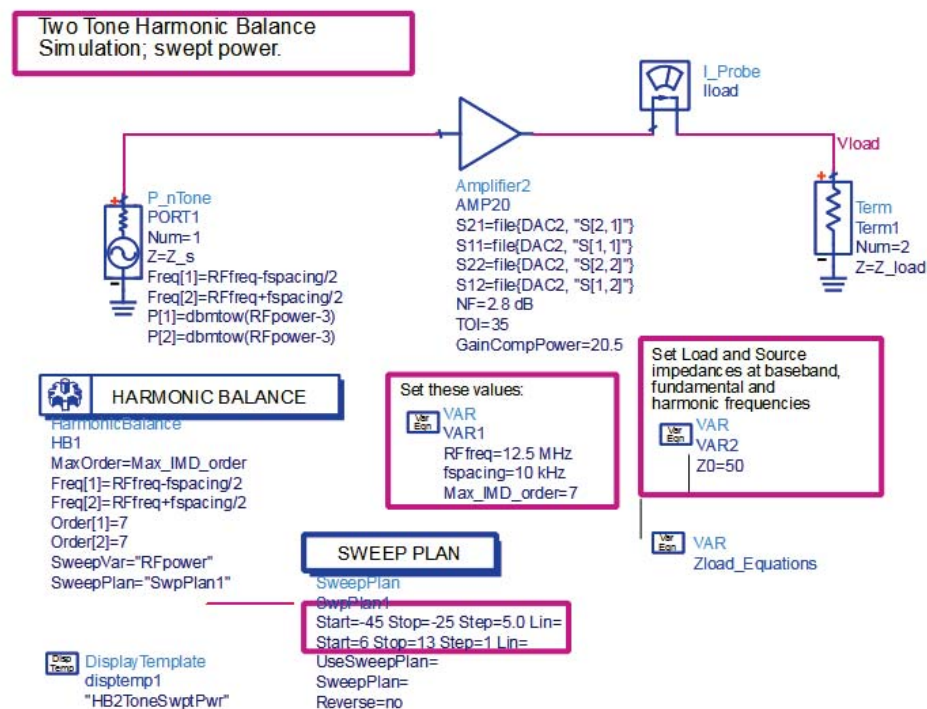 Two Tone Harmonic Balance
Simulation; swept power.
I_Probe
Iload
Vload
P_nTone
PORT1
Num=1
Z=Z_s
Freq[1]=RFfreq-fspacing/2
Freq[2]=RFfreq+fspacing/2
P[1]=dbmtow(RFpower-3)
P[2]=dbmtow(RFpower-3)
Amplifier2
AMP20
S21=file{DAC2, "S[2,1]"}
S11=file{DAC2, "S[1,1]"}
S22=file{DAC2, "S[2,2]"}
S12=file{DAC2, "S[1,2]"}
NF=2.8 dB
TOI=35
GainCompPower=20.5
Term
Term1
Num=2
Z=Z_load
HARMONIC BALANCE
HarmonicBalance
HB1
MaxOrder=Max_IMD_order
Freq[1]=RFfreq-fspacing/2
Freq[2]=RFfreq+fspacing/2
Order[1]=7
Order[2]=7
SweepVar="RFpower"
SweepPlan="SwpPlan1"
Set these values:
Var
Eqn
VAR
VAR1
RFfreq=12.5 MHz
fspacing=10 kHz
Max_IMD_order=7
Set Load and Source
impedances at baseband,
fundamental and
harmonic frequencies
Var
Eqn
VAR
VAR2
Z0=50
Var
Eqn
VAR
Zload_Equations
SWEEP PLAN
SweepPlan
SwpPlan1
Start=-45 Stop=-25 Step=5.0 Lin=
Start=6 Stop=13 Step=1 Lin=
UseSweepPlan=
SweepPlan=
Reverse=no
Disp
Temp
DisplayTemplate
disptemp1
"HB2ToneSwptPwr"